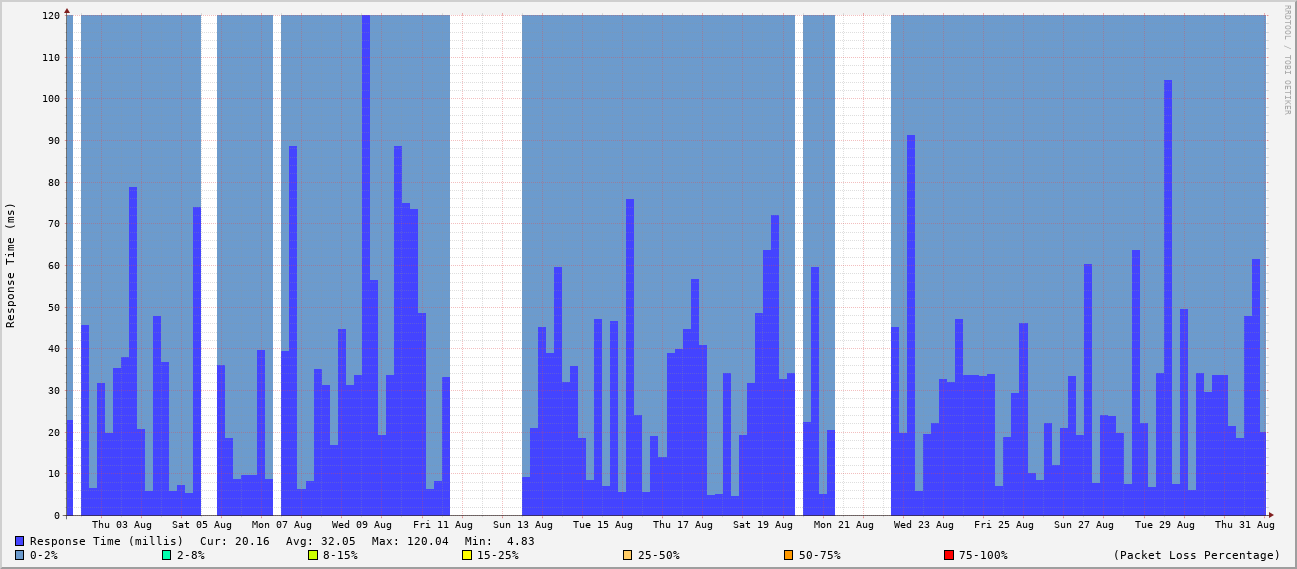 RRDTOOL / TOBI OETIKER
Response Time (ms)
120
110
100
90
80
70
60
50
40
30
20
10
0
Thu 03 Aug Sat 05 Aug Mon 07 Aug Wed 09 Aug Fri 11 Aug Sun 13 Aug Tue 15 Aug Thu 17 Aug Sat 19 Aug Mon 21 Aug Wed 23 Aug Fri 25 Aug Sun 27 Aug Tue 29 Aug Thu 31 Aug
Response Time (millis) Cur: 20.16 Avg: 32.05 Max: 120.04 Min: 4.83
0-2% 2-8% 8-15% 15-25% 25-50% 50-75% 75-100% (Packet Loss Percentage)